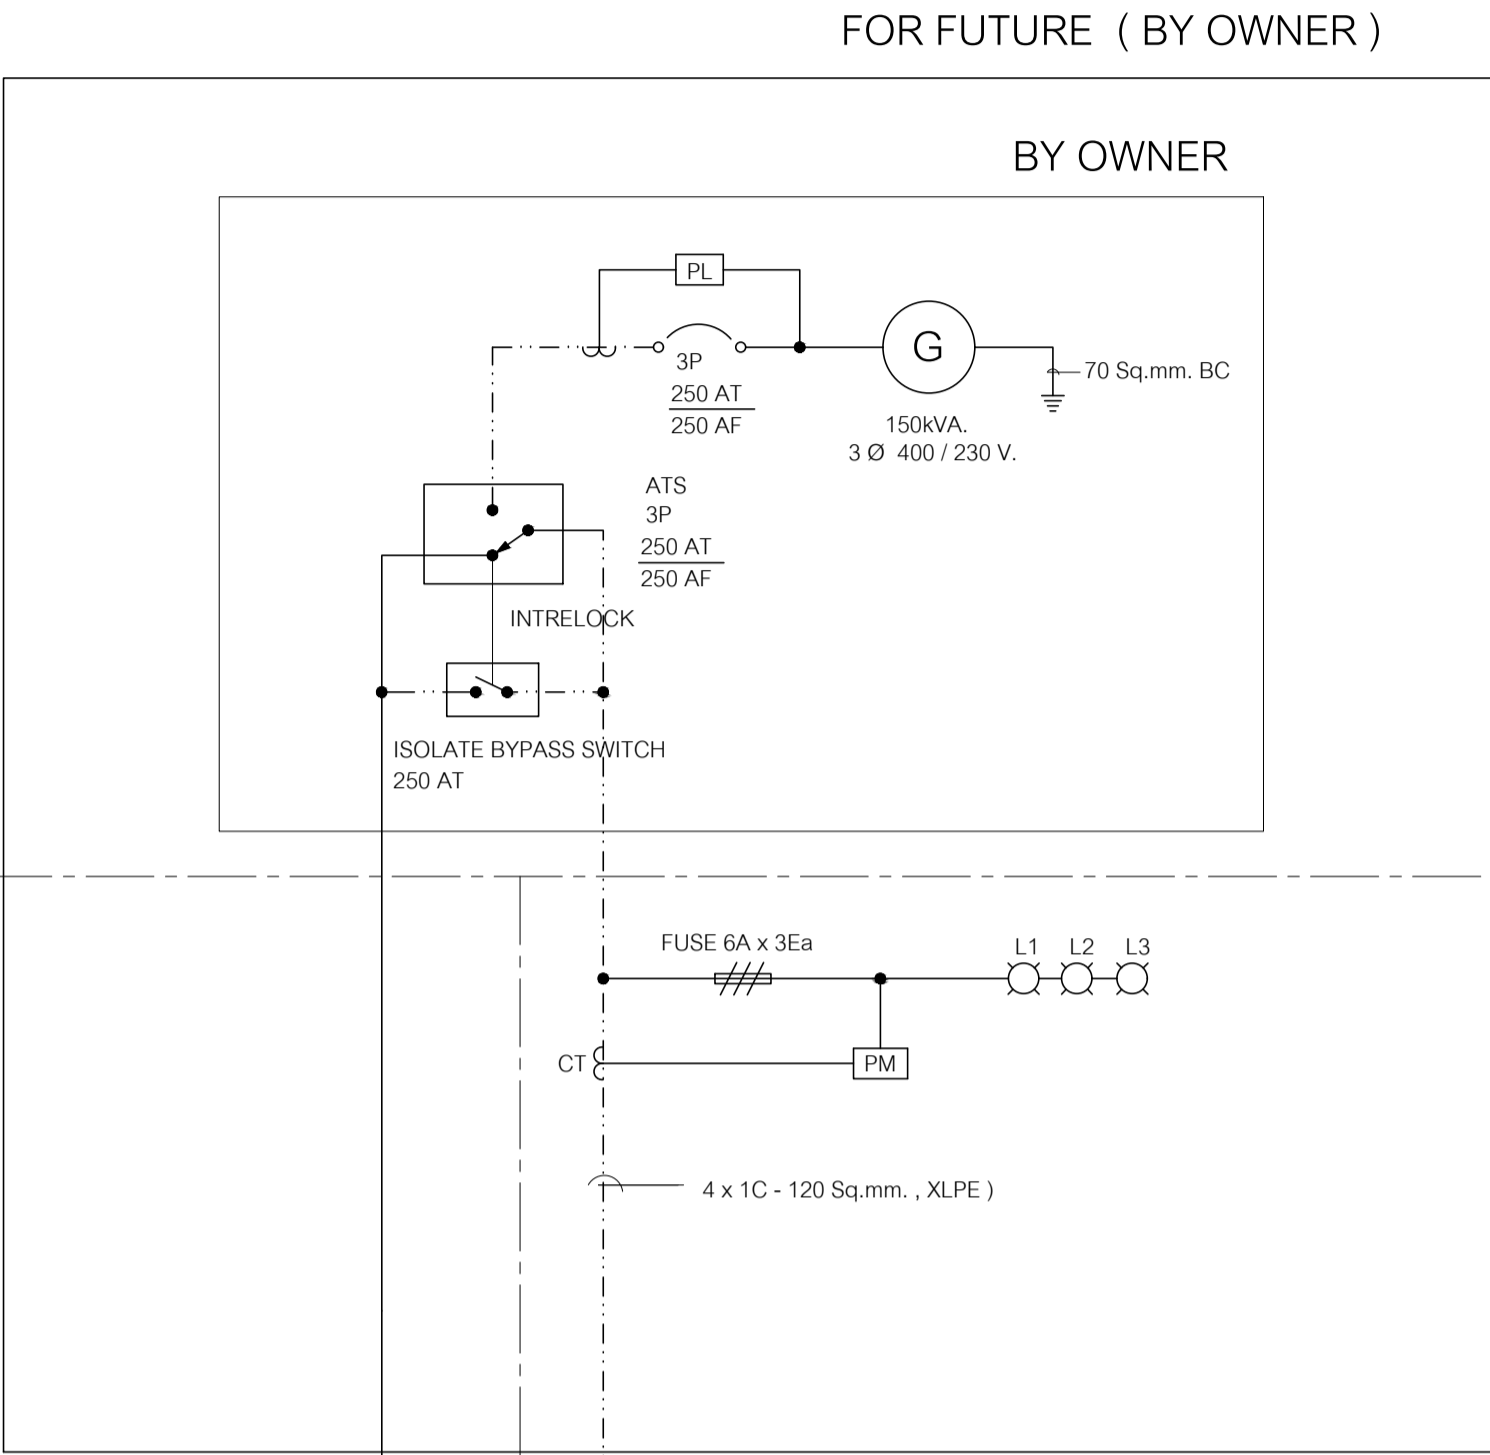 FOR FUTURE ( BY OWNER )
BY OWNER
PL
3P
250 AT
250 AF
G
150kVA.
3 Ø 400 / 230 V.
70 Sq.mm. BC
ATS
3P
250 AT
250 AF
INTRELOCK
ISOLATE BYPASS SWITCH
250 AT
FUSE 6A x 3Ea
L1 L2 L3
CT
PM
4 x 1C - 120 Sq.mm. , XLPE )